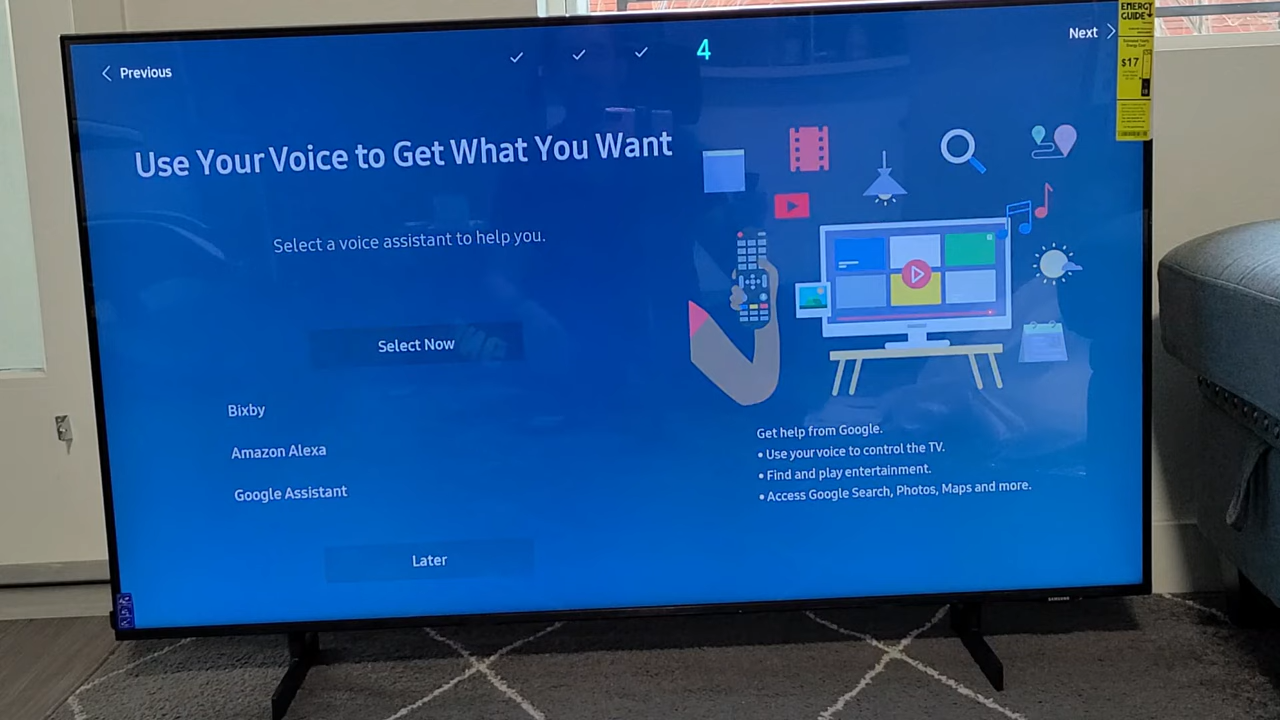 Previous
4
Next
ENERGY
GUIDE
$17
Use Your Voice to Get What You Want
Select a voice assistant to help you.
Select Now
Bixby
Amazon Alexa
Google Assistant
Later
Get help from Google.
• Use your voice to control the TV.
• Find and play entertainment.
• Access Google Search, Photos, Maps and more.
SAMSUNG